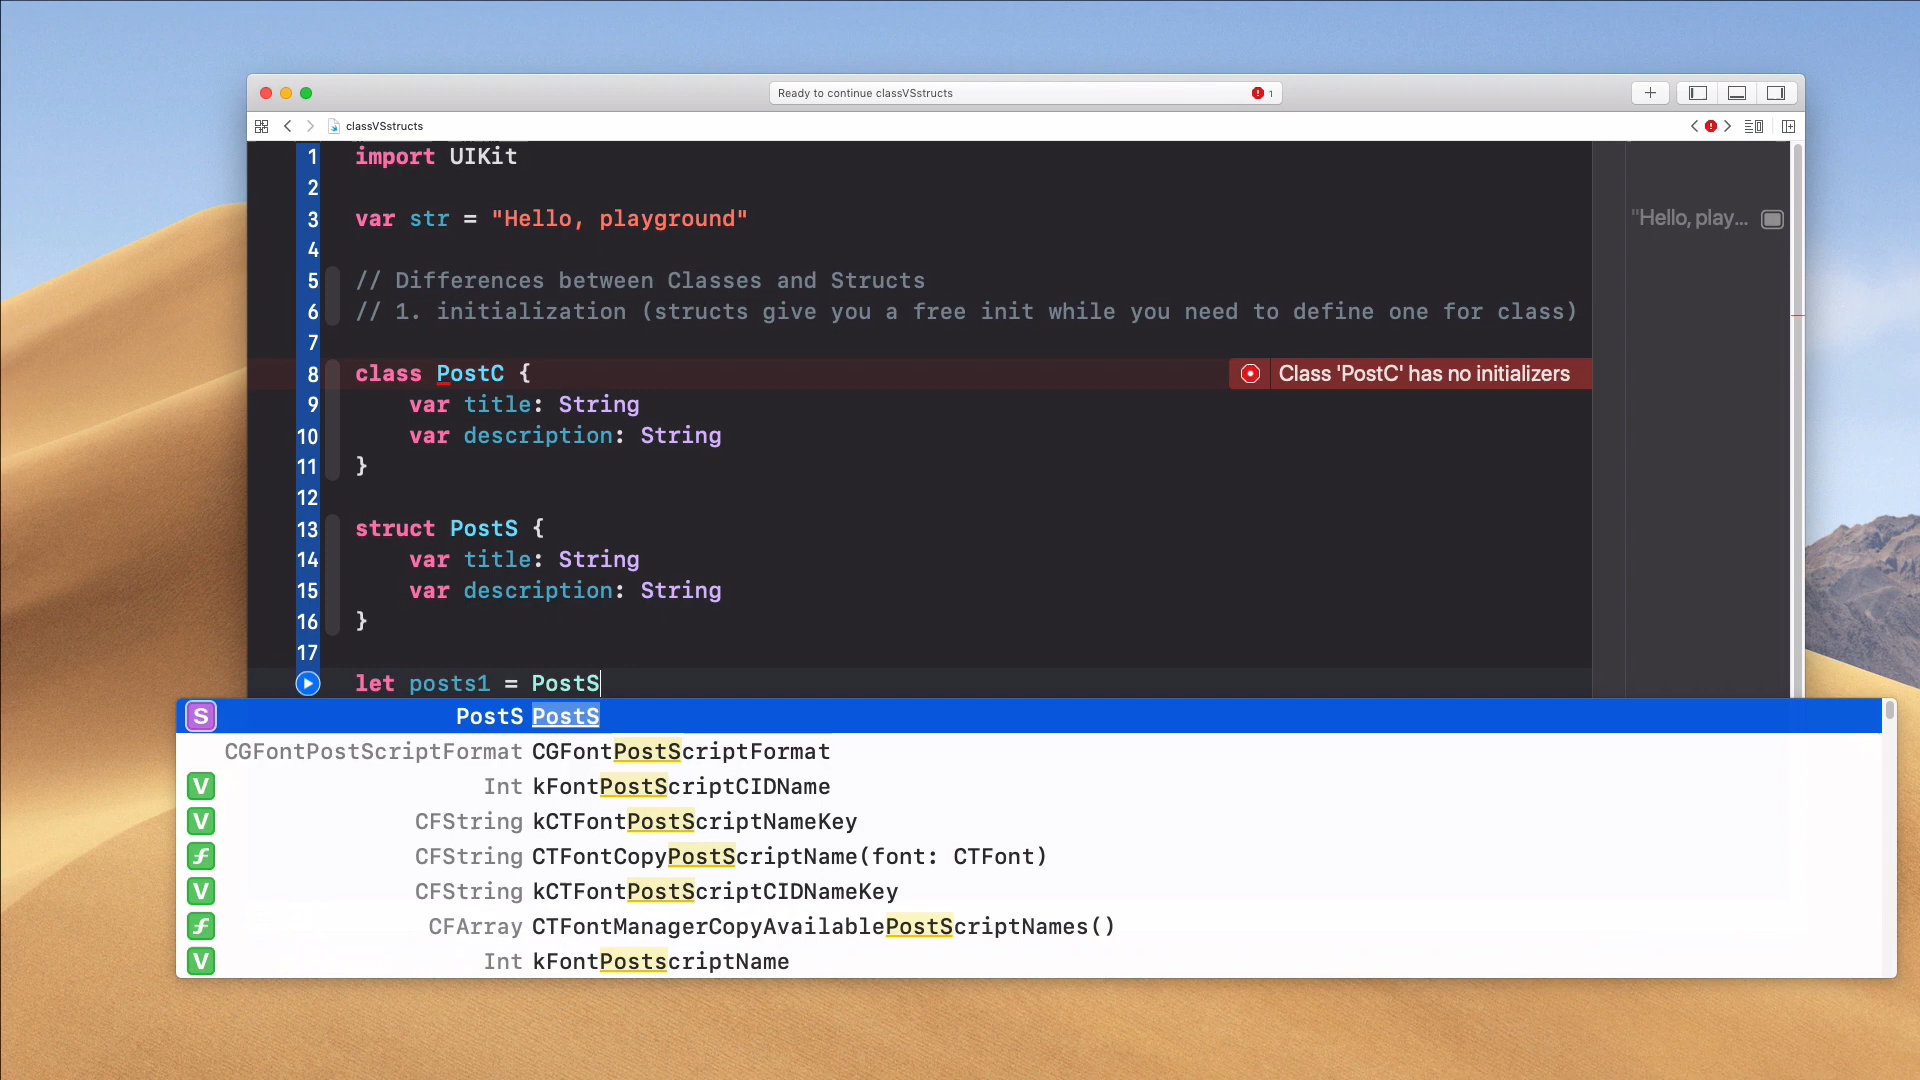 Ready to continue classVSstructs 1
classVSstructs
1 import UIKit
2
3 var str = "Hello, playground" "Hello, play...
4
5 // Differences between Classes and Structs
6 // 1. initialization (structs give you a free init while you need to define one for class)
7
8 class PostC { Class 'PostC' has no initializers
9 var title: String
10 var description: String
11 }
12
13 struct PostS {
14 var title: String
15 var description: String
16 }
17
let posts1 = PostS
S PostS PostS
CGFontPostScriptFormat CGFontPostScriptFormat
V Int kFontPostScriptCIDName
V CFString kCTFontPostScriptNameKey
f CFString CTFontCopyPostScriptName(font: CTFont)
V CFString kCTFontPostScriptCIDNameKey
f CFArray CTFontManagerCopyAvailablePostScriptNames()
V Int kFontPostscriptName